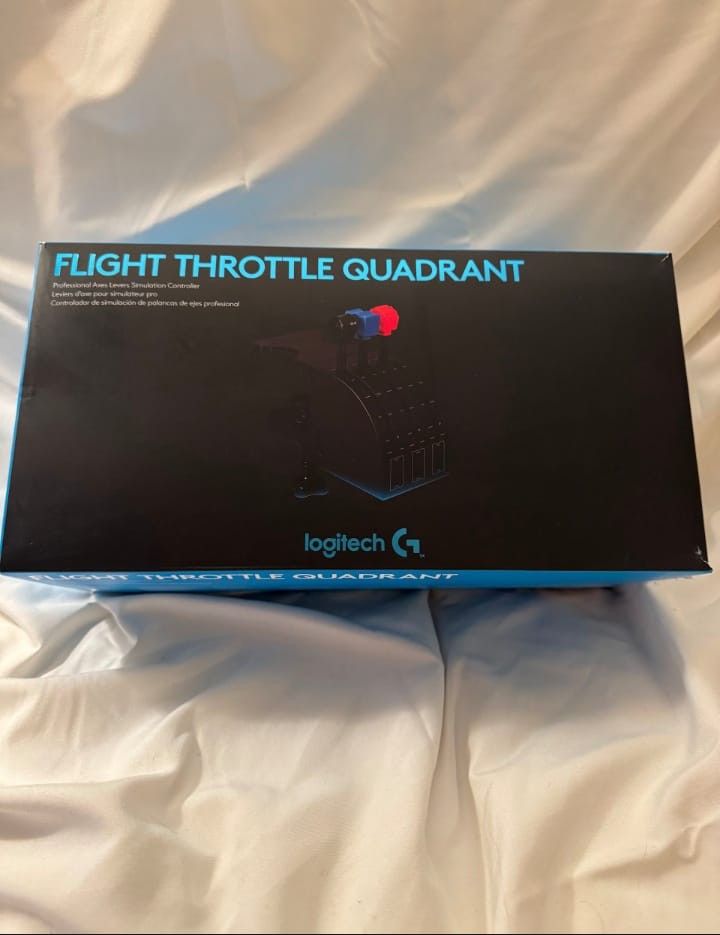 FLIGHT THROTTLE QUADRANT
Professional Axes Levers Simulation Controller
Leviers d'axe pour simulateur pro
Controlador de simulación de palancas de ejes profesional
logitech G
FLIGHT THROTTLE QUADRANT